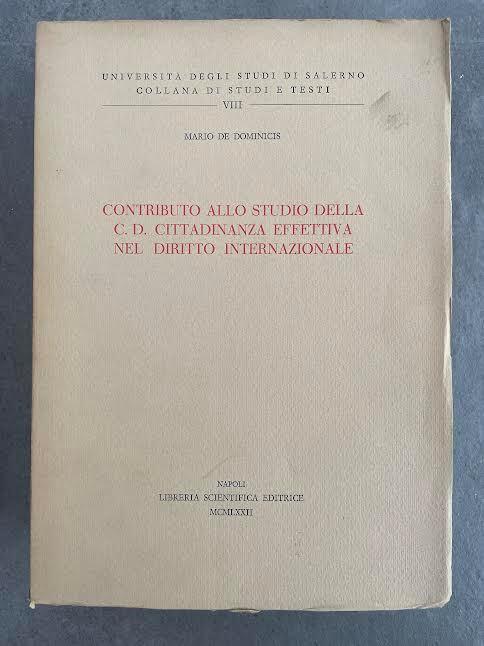 UNIVERSITÀ DEGLI STUDI DI SALERNO
COLLANA DI STUDI E TESTI
VIII
MARIO DE DOMINICIS
CONTRIBUTO ALLO STUDIO DELLA
C. D. CITTADINANZA EFFETTIVA
NEL DIRITTO INTERNAZIONALE
NAPOLI
LIBRERIA SCIENTIFICA EDITRICE
MCMLXXII